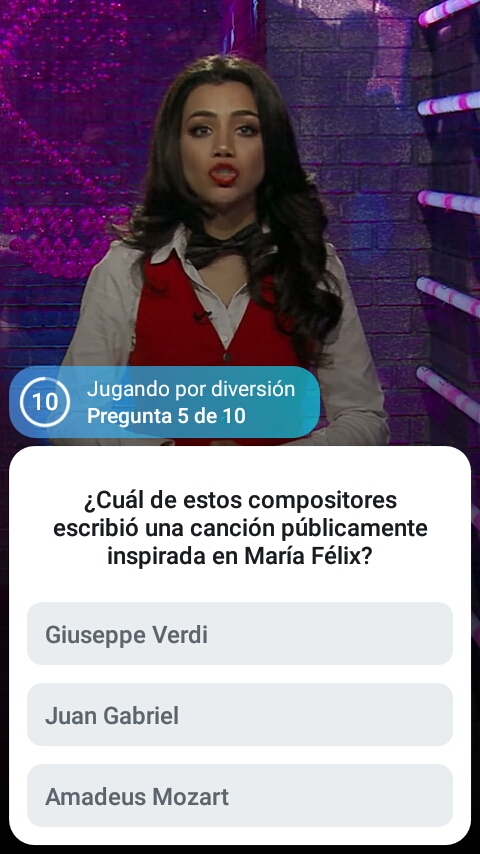 10
Jugando por diversión
Pregunta 5 de 10
¿Cuál de estos compositores
escribió una canción públicamente
inspirada en María Félix?
Giuseppe Verdi
Juan Gabriel
Amadeus Mozart